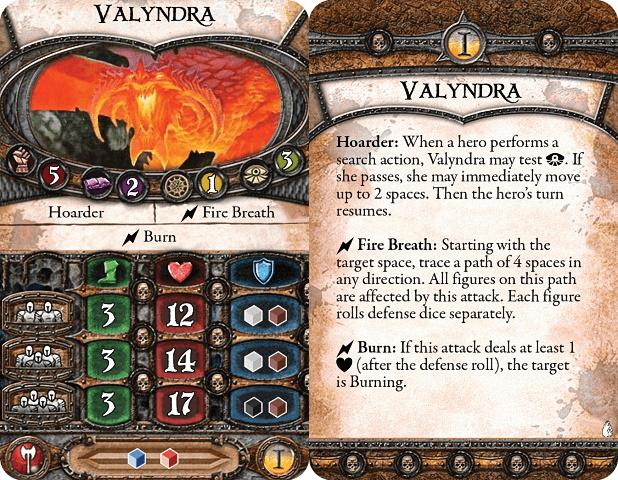 VALYNDRA
5
2
1
3
Hoarder
Fire Breath
Burn
3
12
3
14
3
17
I
I
VALYNDRA
Hoarder: When a hero performs a
search action, Valyndra may test . If
she passes, she may immediately move
up to 2 spaces. Then the hero's turn
resumes.
Fire Breath: Starting with the
target space, trace a path of 4 spaces in
any direction. All figures on this path
are affected by this attack. Each figure
rolls defense dice separately.
Burn: If this attack deals at least 1
(after the defense roll), the target
is Burning.